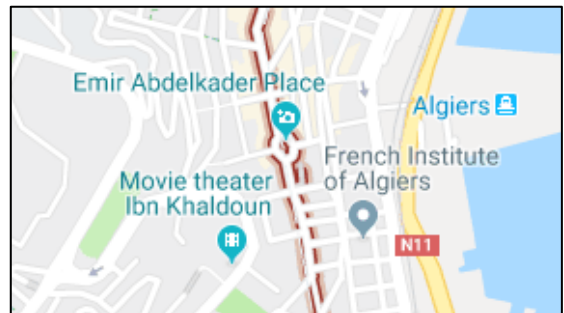 Emir Abdelkader Place
Algiers
French Institute
of Algiers
Movie theater
Ibn Khaldoun
N11